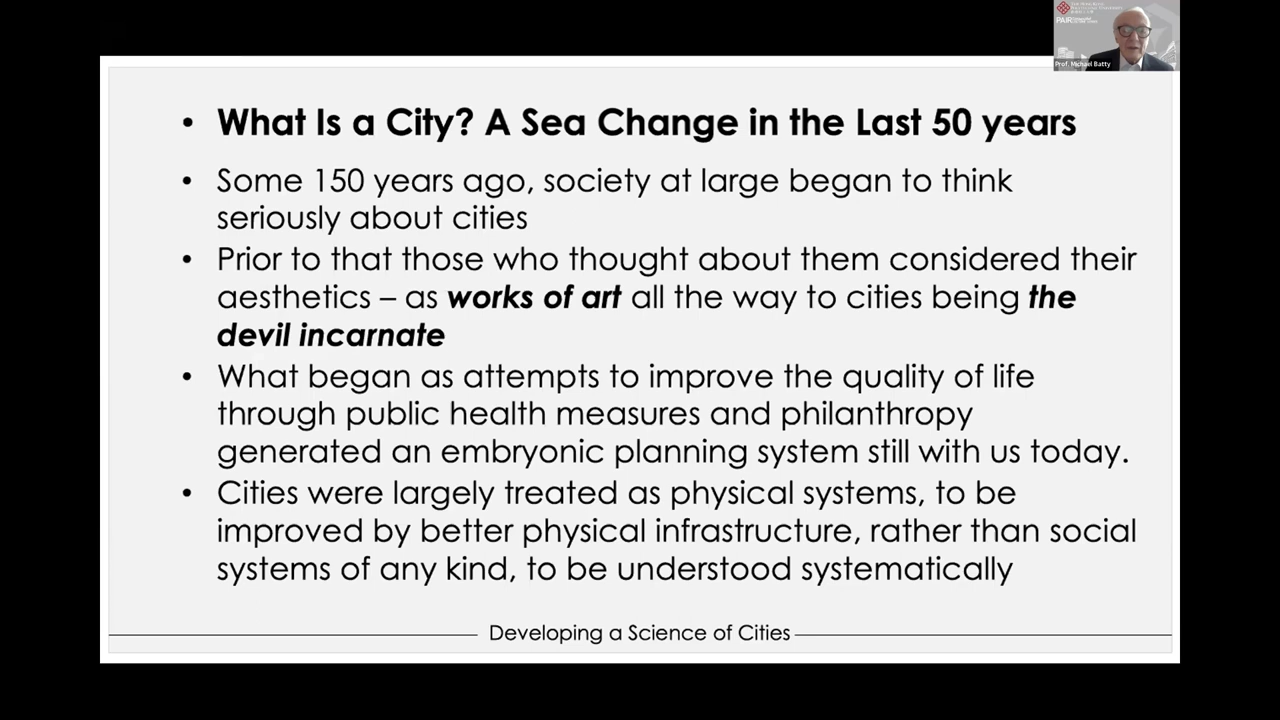 PAIR
Prof. Michael Batty
• What Is a City? A Sea Change in the Last 50 years
• Some 150 years ago, society at large began to think
seriously about cities
• Prior to that those who thought about them considered their
aesthetics – as works of art all the way to cities being the
devil incarnate
• What began as attempts to improve the quality of life
through public health measures and philanthropy
generated an embryonic planning system still with us today.
• Cities were largely treated as physical systems, to be
improved by better physical infrastructure, rather than social
systems of any kind, to be understood systematically
Developing a Science of Cities